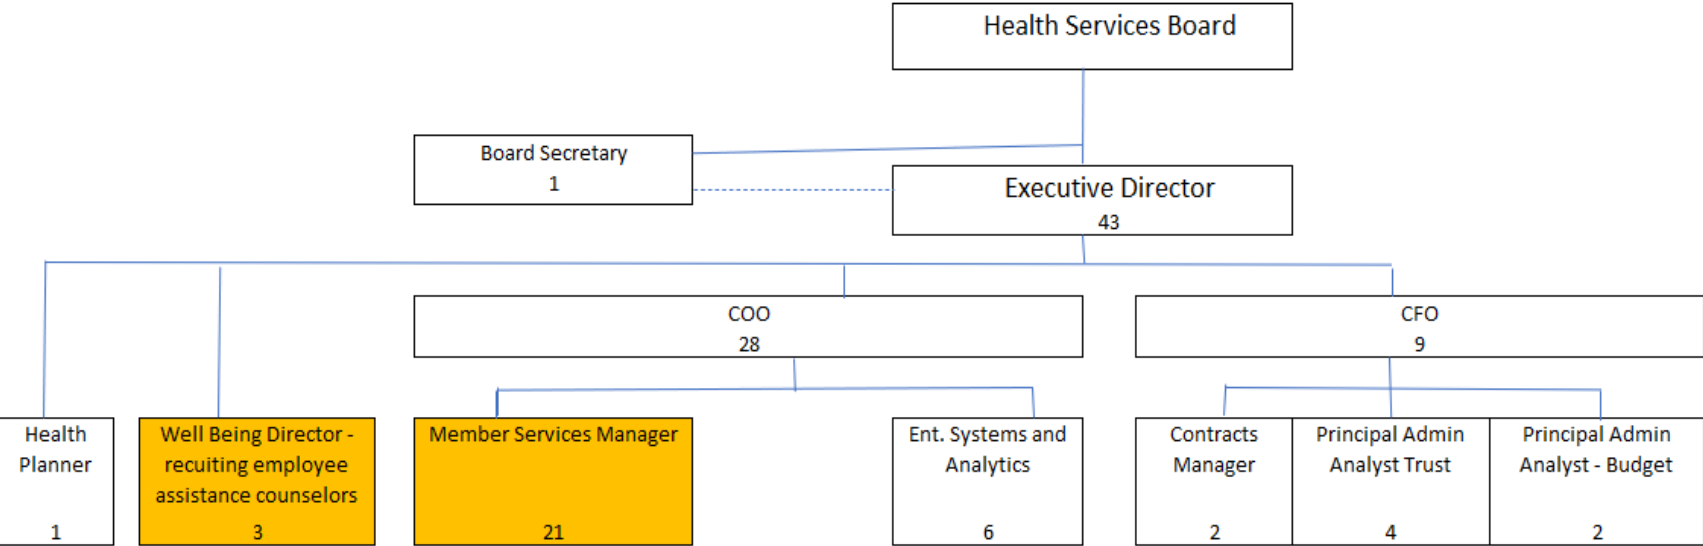 Health Services Board
Board Secretary
1
Executive Director
43
COO
28
CFO
9
Health
Planner
1
Well Being Director -
recuiting employee
assistance counselors
3
Member Services Manager
21
Ent. Systems and
Analytics
6
Contracts
Manager
2
Principal Admin
Analyst Trust
4
Principal Admin
Analyst - Budget
2